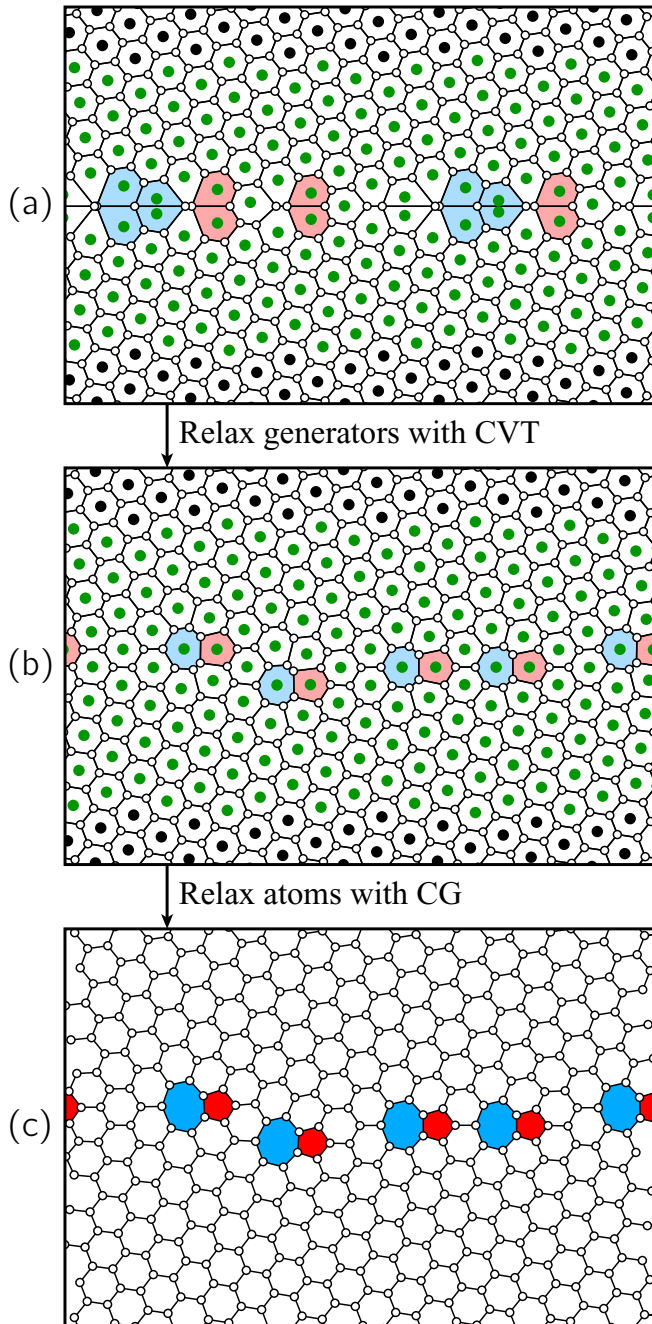 (a)
Relax generators with CVT
(b)
Relax atoms with CG
(c)